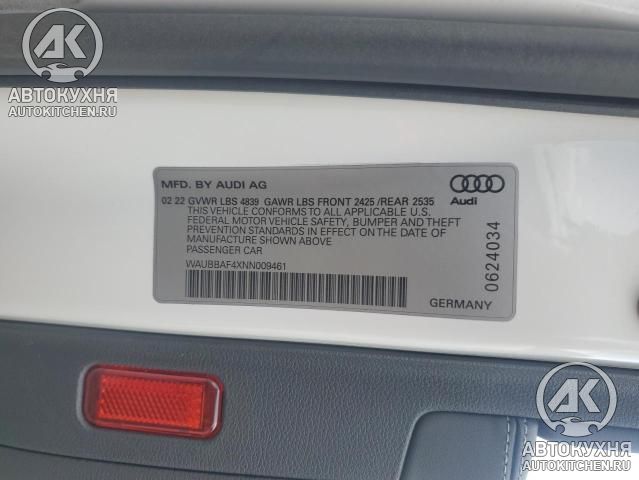 AK
АВТОКУХНЯ
AUTOKITCHEN.RU
MFD. BY AUDI AG
02 22 GVWR LBS 4839 GAWR LBS FRONT 2425 /REAR 2535
THIS VEHICLE CONFORMS TO ALL APPLICABLE U.S.
FEDERAL MOTOR VEHICLE SAFETY, BUMPER AND THEFT
PREVENTION STANDARDS IN EFFECT ON THE DATE OF
MANUFACTURE SHOWN ABOVE
PASSENGER CAR
WAUBBAF4XNN009461
Audi
0624034
GERMANY
AK
АВТОКУХНЯ
AUTOKITCHEN.RU